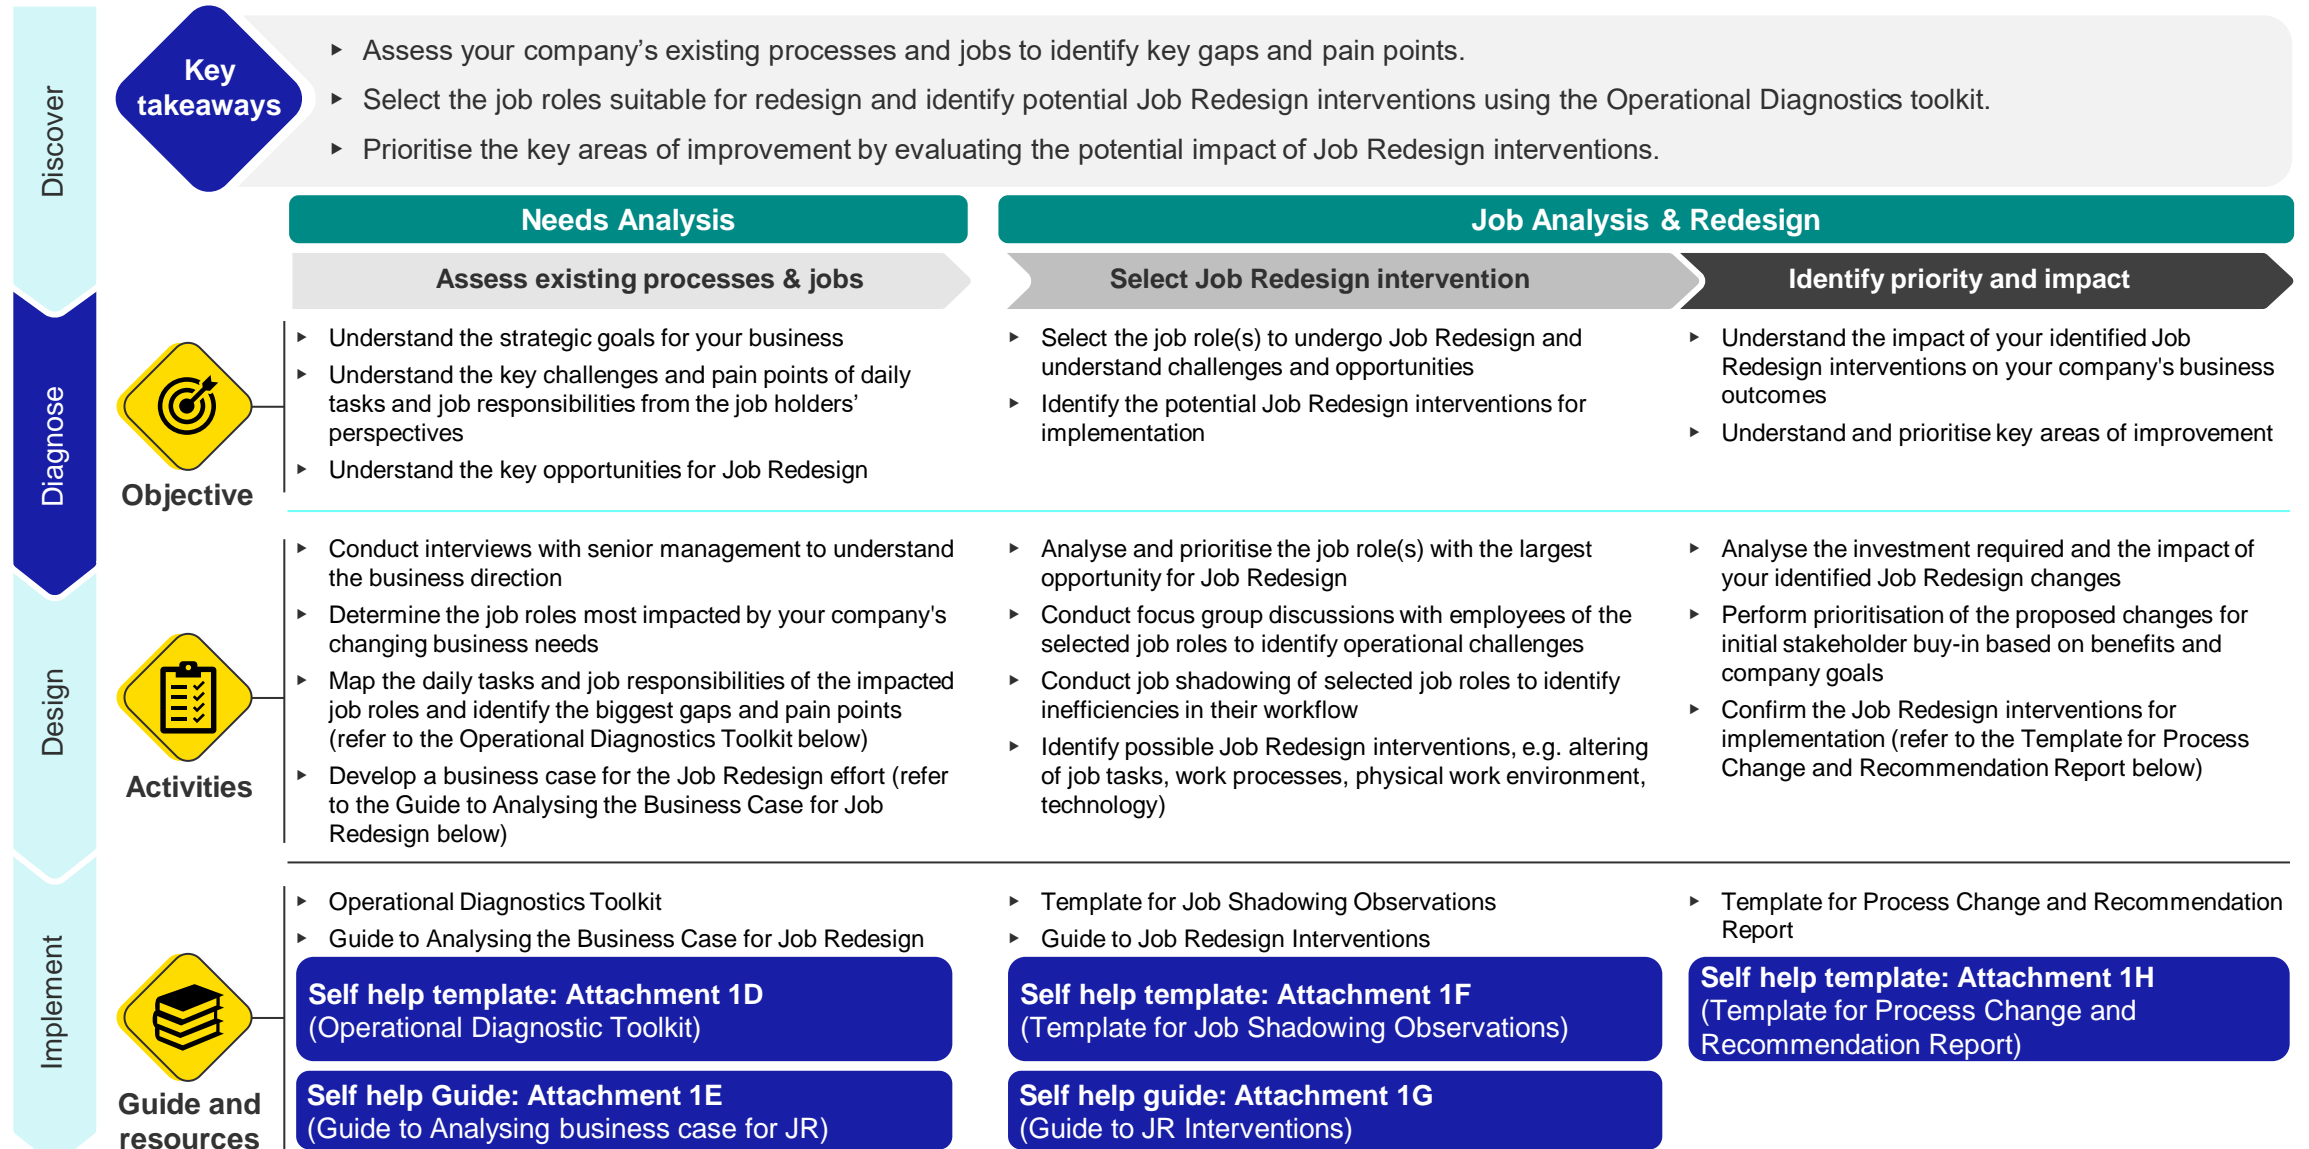 Discover
Diagnose
Design
Implement
Key
takeaways
► Assess your company’s existing processes and jobs to identify key gaps and pain points.
► Select the job roles suitable for redesign and identify potential Job Redesign interventions using the Operational Diagnostics toolkit.
► Prioritise the key areas of improvement by evaluating the potential impact of Job Redesign interventions.
Needs Analysis
Job Analysis & Redesign
Assess existing processes & jobs
Select Job Redesign intervention
Identify priority and impact
Objective
► Understand the strategic goals for your business
► Understand the key challenges and pain points of daily
tasks and job responsibilities from the job holders’
perspectives
► Understand the key opportunities for Job Redesign
► Select the job role(s) to undergo Job Redesign and
understand challenges and opportunities
► Identify the potential Job Redesign interventions for
implementation
► Understand the impact of your identified Job
Redesign interventions on your company's business
outcomes
► Understand and prioritise key areas of improvement
Activities
► Conduct interviews with senior management to understand
the business direction
► Determine the job roles most impacted by your company's
changing business needs
► Map the daily tasks and job responsibilities of the impacted
job roles and identify the biggest gaps and pain points
(refer to the Operational Diagnostics Toolkit below)
► Develop a business case for the Job Redesign effort (refer
to the Guide to Analysing the Business Case for Job
Redesign below)
► Analyse and prioritise the job role(s) with the largest
opportunity for Job Redesign
► Conduct focus group discussions with employees of the
selected job roles to identify operational challenges
► Conduct job shadowing of selected job roles to identify
inefficiencies in their workflow
► Identify possible Job Redesign interventions, e.g. altering
of job tasks, work processes, physical work environment,
technology)
► Analyse the investment required and the impact of
your identified Job Redesign changes
► Perform prioritisation of the proposed changes for
initial stakeholder buy-in based on benefits and
company goals
► Confirm the Job Redesign interventions for
implementation (refer to the Template for Process
Change and Recommendation Report below)
Guide and
resources
► Operational Diagnostics Toolkit
► Guide to Analysing the Business Case for Job Redesign
Self help template: Attachment 1D
(Operational Diagnostic Toolkit)
Self help Guide: Attachment 1E
(Guide to Analysing business case for JR)
► Template for Job Shadowing Observations
► Guide to Job Redesign Interventions
Self help template: Attachment 1F
(Template for Job Shadowing Observations)
Self help guide: Attachment 1G
(Guide to JR Interventions)
► Template for Process Change and Recommendation
Report
Self help template: Attachment 1H
(Template for Process Change and
Recommendation Report)